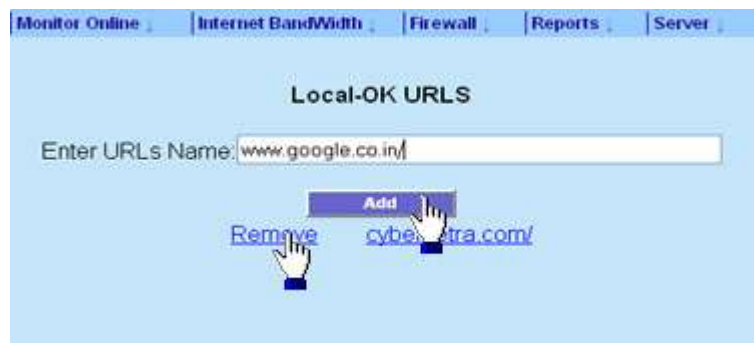 Monitor Online ↓ Internet BandWidth ↓ Firewall ↓ Reports ↓ Server ↓
Local-OK URLS
Enter URLs Name: www.google.co.in/
Add
Remove